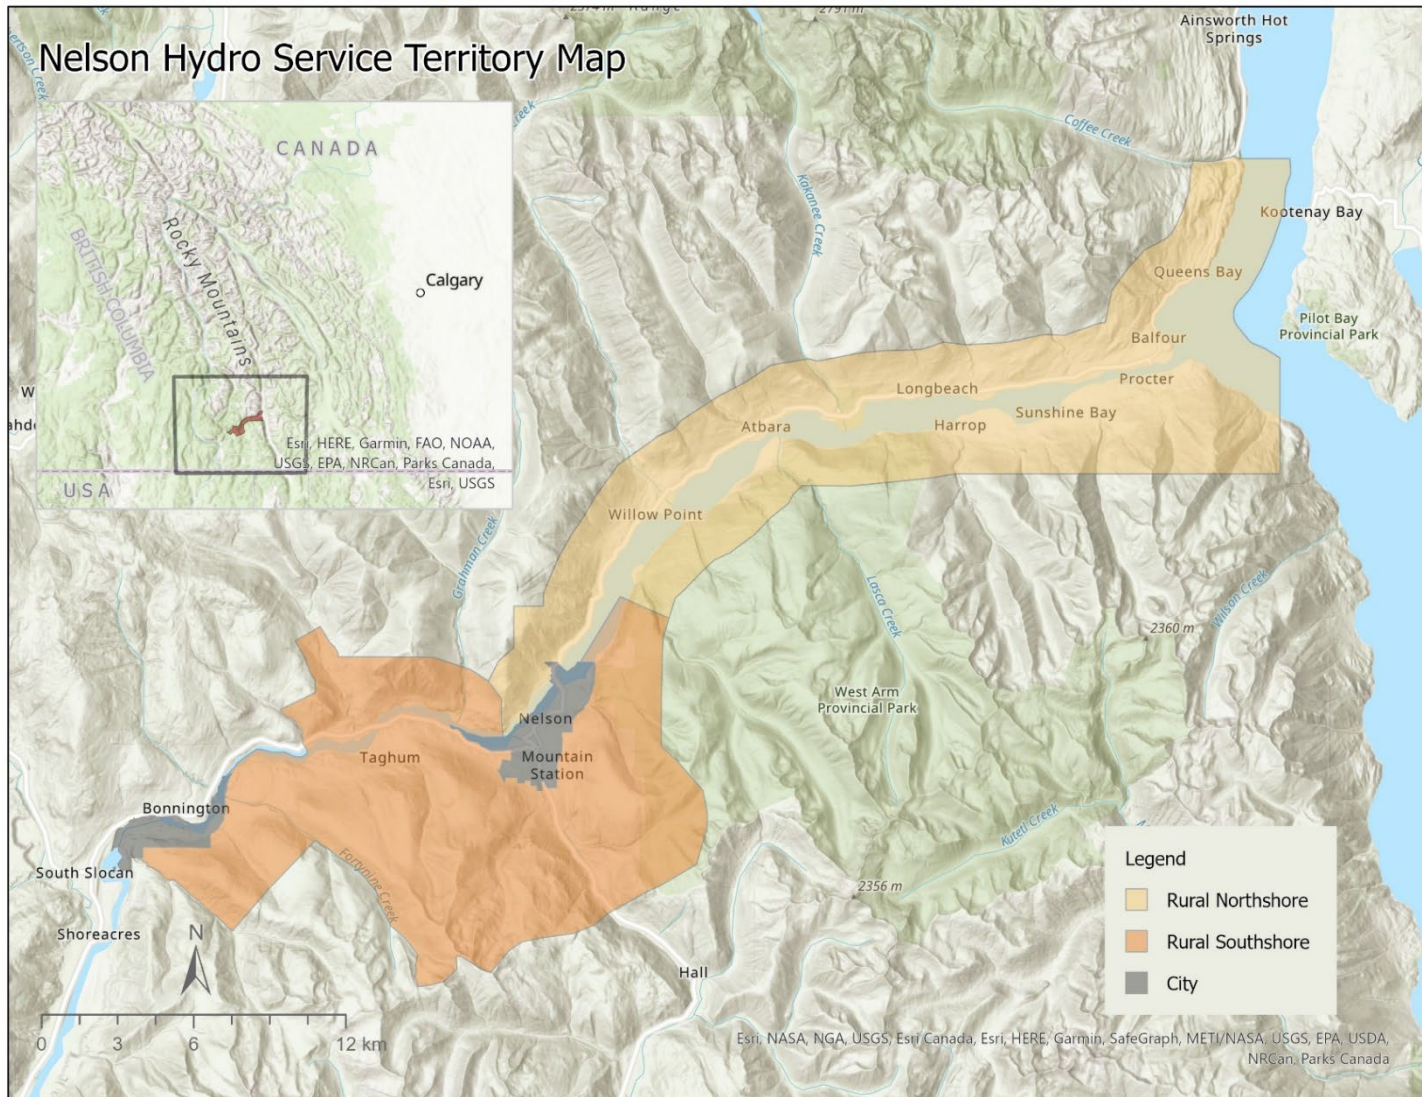 2574 m Range
2791 m
Ainsworth Hot
Springs
Nelson Hydro Service Territory Map
Coffee Creek
CANADA
Kokanee Creek
Rocky Mountains
BRITISH COLUMBIA
Calgary
Kootenay Bay
Queens Bay
Pilot Bay
Provincial Park
Balfour
Procter
Longbeach
Sunshine Bay
Atbara
Harrop
Esri, HERE, Garmin, FAO, NOAA,
USGS, EPA, NRCan, Parks Canada,
Esri, USGS
USA
Willow Point
Grahman Creek
Lasca Creek
Wilson Creek
2360 m
West Arm
Provincial Park
Nelson
Taghum
Mountain
Station
Bonnington
Kutetl Creek
South Slocan
Fortynine Creek
2356 m
Shoreacres
N
Hall
Legend
Rural Northshore
Rural Southshore
City
0 3 6 12 km
Esri, NASA, NGA, USGS, Esri Canada, Esri, HERE, Garmin, SafeGraph, METI/NASA, USGS, EPA, USDA,
NRCan, Parks Canada